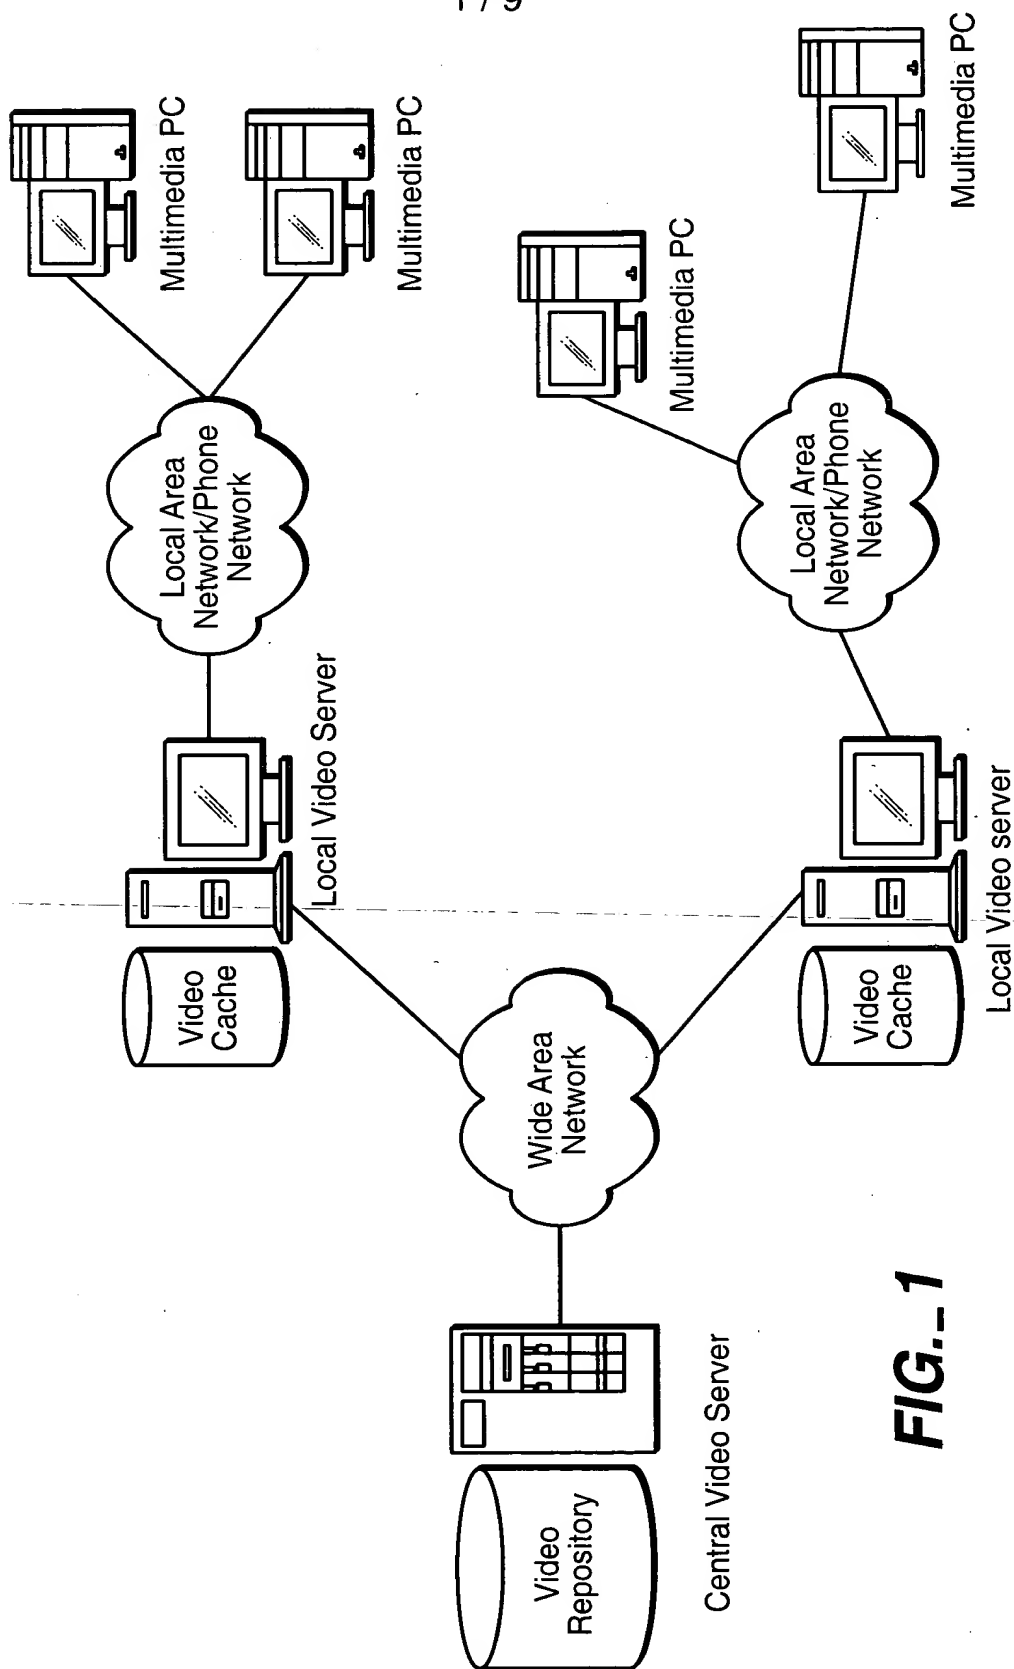 1 / 9
Video
Repository
Central Video Server
Wide Area
Network
Video
Cache
Local Video Server
Local Area
Network/Phone
Network
Multimedia PC
Multimedia PC
Video
Cache
Local Video server
Local Area
Network/Phone
Network
Multimedia PC
Multimedia PC
FIG._1